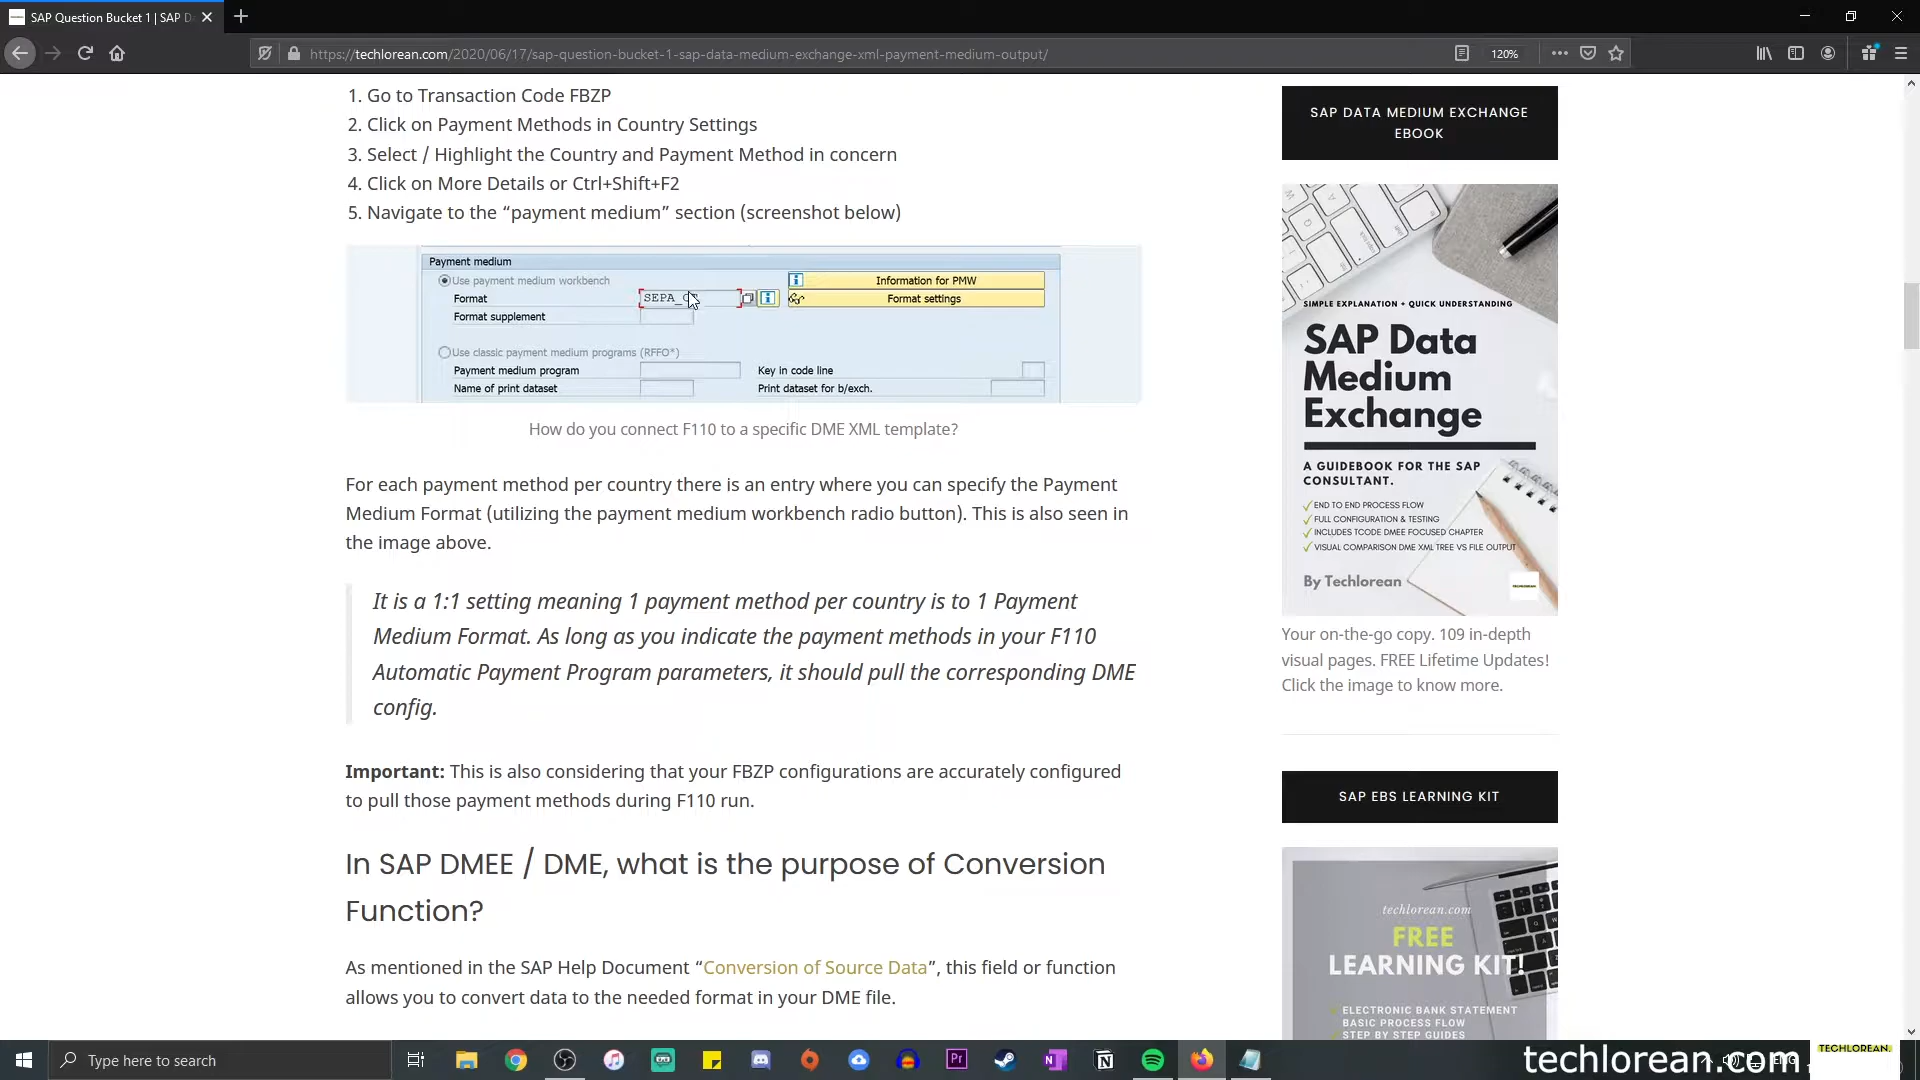 SAP Question Bucket 1 | SAP D
https://techlorean.com/2020/06/17/sap-question-bucket-1-sap-data-medium-exchange-xml-payment-medium-output/
120%
1. Go to Transaction Code FBZP
2. Click on Payment Methods in Country Settings
3. Select / Highlight the Country and Payment Method in concern
4. Click on More Details or Ctrl+Shift+F2
5. Navigate to the “payment medium” section (screenshot below)
Payment medium
Use payment medium workbench
Information for PMW
Format
SEPA_
Format settings
Format supplement
Use classic payment medium programs (RFFO*)
Payment medium program
Key in code line
Name of print dataset
Print dataset for b/exch.
How do you connect F110 to a specific DME XML template?
For each payment method per country there is an entry where you can specify the Payment
Medium Format (utilizing the payment medium workbench radio button). This is also seen in
the image above.
It is a 1:1 setting meaning 1 payment method per country is to 1 Payment
Medium Format. As long as you indicate the payment methods in your F110
Automatic Payment Program parameters, it should pull the corresponding DME
config.
Important: This is also considering that your FBZP configurations are accurately configured
to pull those payment methods during F110 run.
In SAP DMEE / DME, what is the purpose of Conversion
Function?
As mentioned in the SAP Help Document “Conversion of Source Data”, this field or function
allows you to convert data to the needed format in your DME file.
SAP DATA MEDIUM EXCHANGE
EBOOK
SIMPLE EXPLANATION + QUICK UNDERSTANDING
SAP Data
Medium
Exchange
A GUIDEBOOK FOR THE SAP
CONSULTANT.
END TO END PROCESS FLOW
FULL CONFIGURATION & TESTING
INCLUDES TCODE DMEE FOCUSED CHAPTER
VISUAL COMPARISON DME XML TREE VS FILE OUTPUT
By Techlorean
TECHLOREAN
Your on-the-go copy. 109 in-depth
visual pages. FREE Lifetime Updates!
Click the image to know more.
SAP EBS LEARNING KIT
techlorean.com
FREE
LEARNING KIT!
ELECTRONIC BANK STATEMENT
BASIC PROCESS FLOW
STEP BY STEP GUIDES
Type here to search
Pr
techlorean.com
TECHLOREAN.